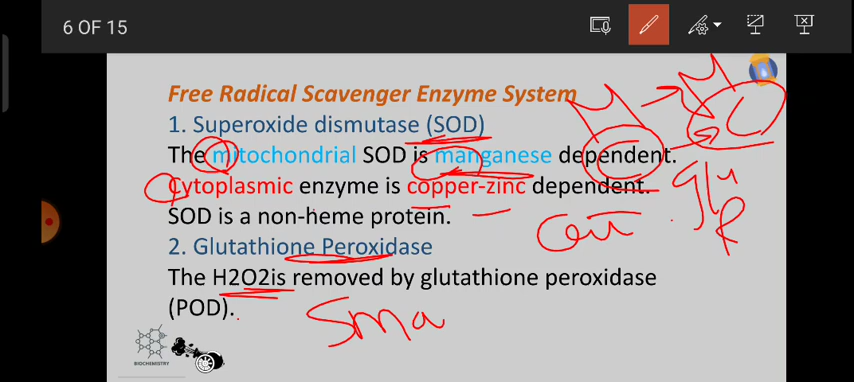 6 OF 15
Free Radical Scavenger Enzyme System
1. Superoxide dismutase (SOD)
The mitochondrial SOD is manganese dependent.
Cytoplasmic enzyme is copper-zinc dependent.
SOD is a non-heme protein.
2. Glutathione Peroxidase
The H2O2is removed by glutathione peroxidase
(POD).
BIOCHEMISTRY
M M
C C
glu
Sma